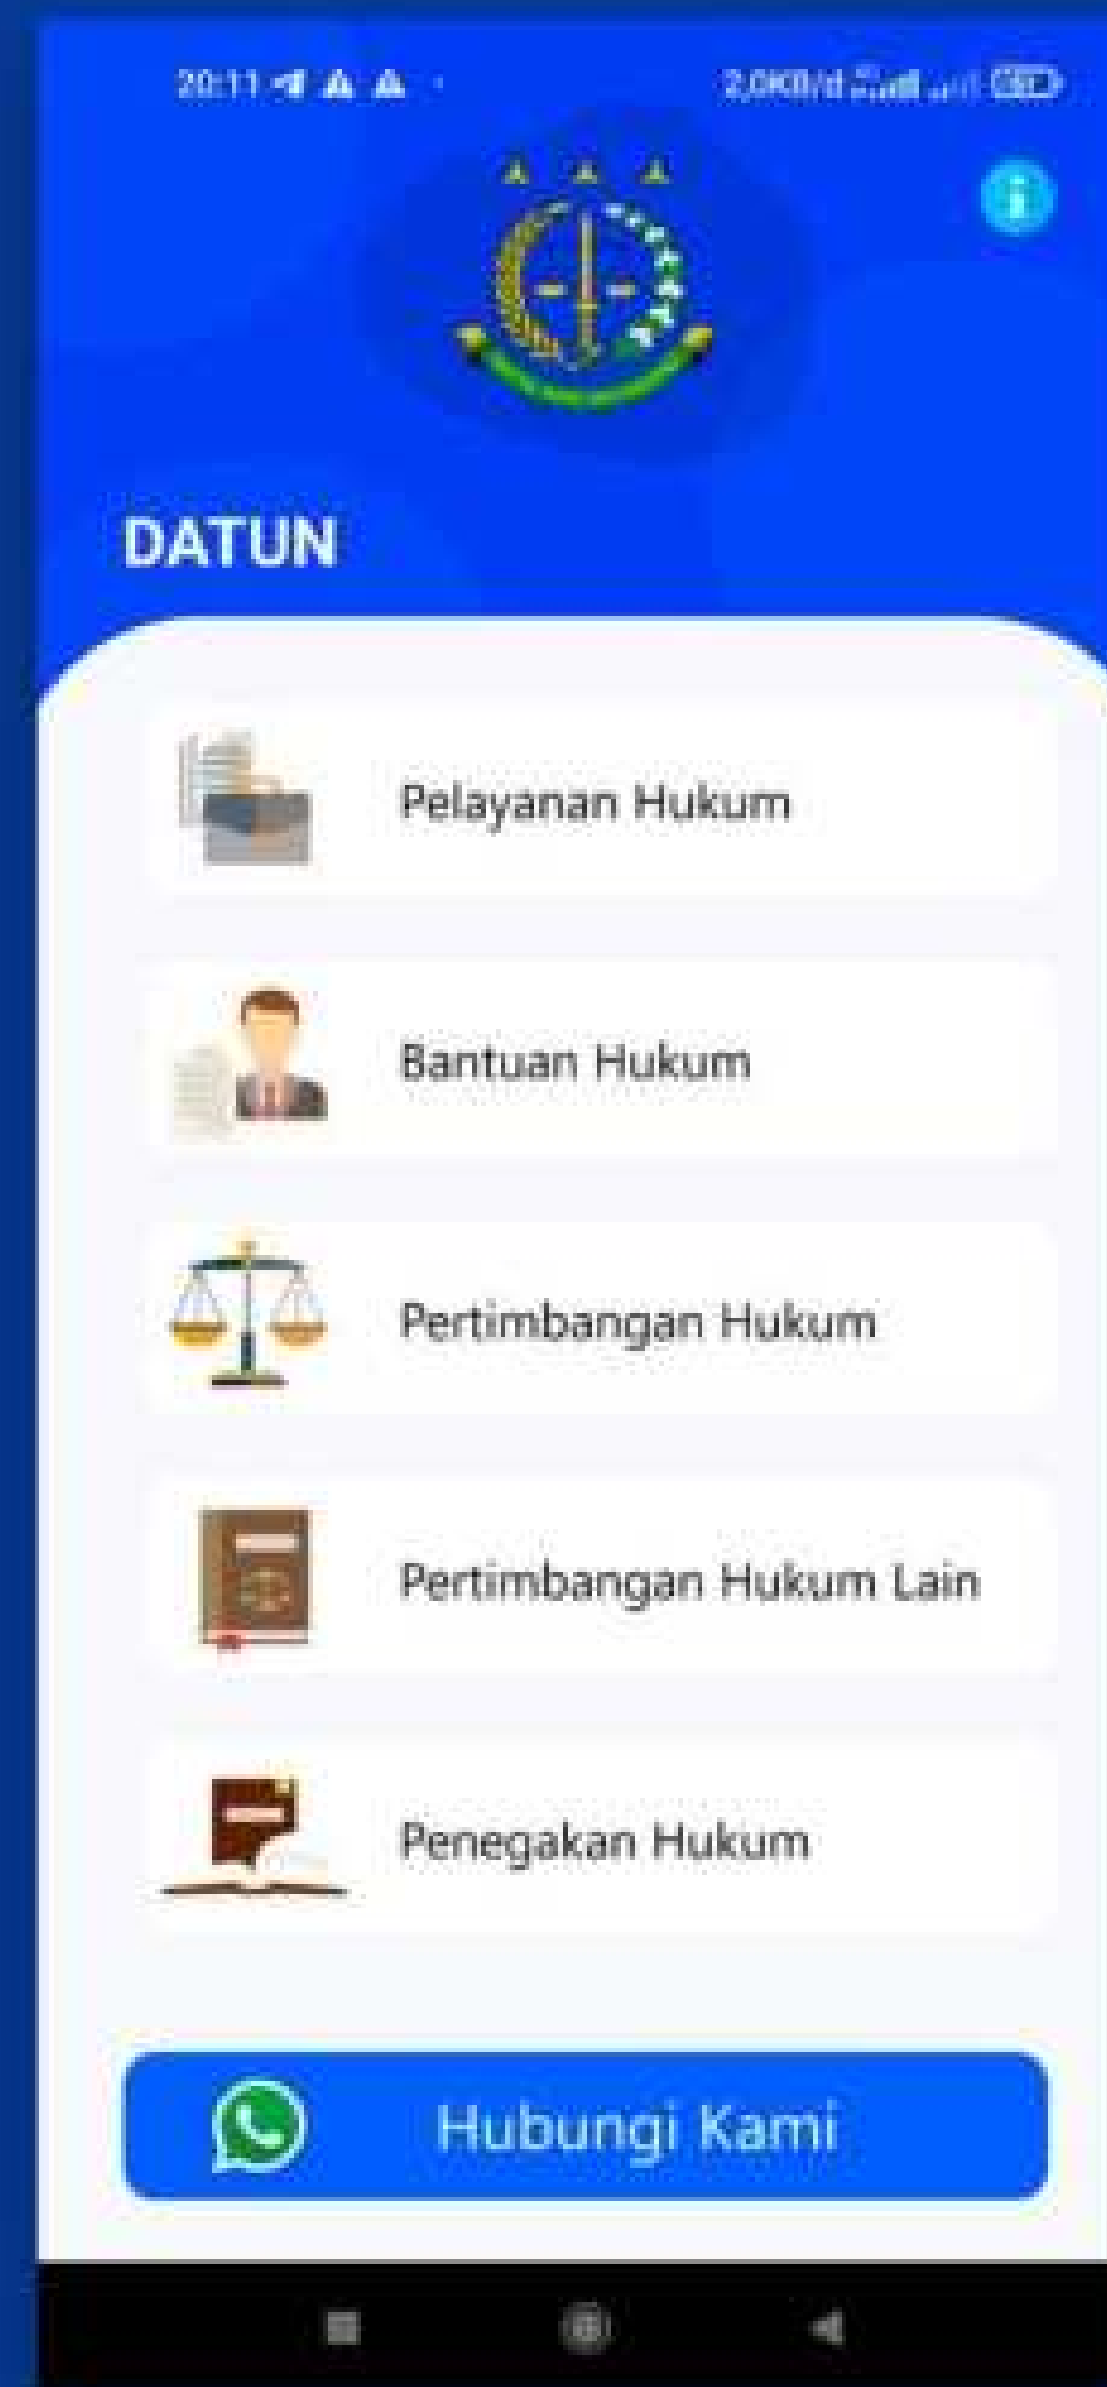 20:11
DATUN
Pelayanan Hukum
Bantuan Hukum
Pertimbangan Hukum
Pertimbangan Hukum Lain
Penegakan Hukum
Hubungi Kami